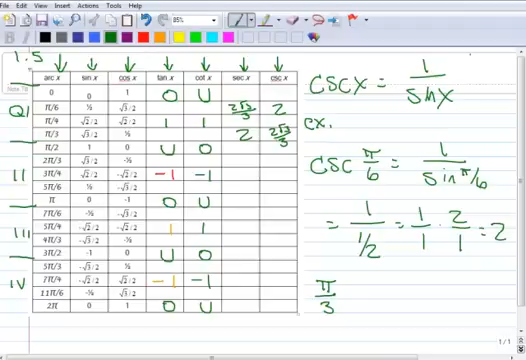 File Edit View Insert Actions Tools Help
85%
1.5
arc x sin x cos x tan x cot x sec x csc x
0 0 1 0 U
QI π/6 ½ √3/2 2√3/3 2
π/4 √2/2 √2/2 1 1
π/3 √3/2 ½ 2 2√3/3
π/2 1 0 U 0
2π/3 √3/2 -½
II 3π/4 √2/2 -√2/2 -1 -1
5π/6 ½ -√3/2
π 0 -1 0 U
7π/6 -½ -√3/2
III 5π/4 -√2/2 -√2/2 1 1
4π/3 -√3/2 -½
3π/2 -1 0 U 0
5π/3 -√3/2 ½
IV 7π/4 -√2/2 √2/2 -1 -1
11π/6 -½ √3/2
2π 0 1 0 U
cscx = 1/sinx
ex.
csc π/6 = 1/sin π/6
= 1/(1/2) = 1/1 · 2/1 = 2
π/3
1/1